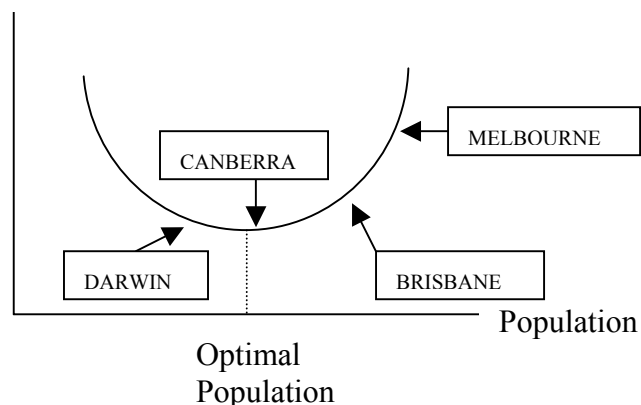 MELBOURNE
CANBERRA
DARWIN
BRISBANE
Population
Optimal
Population